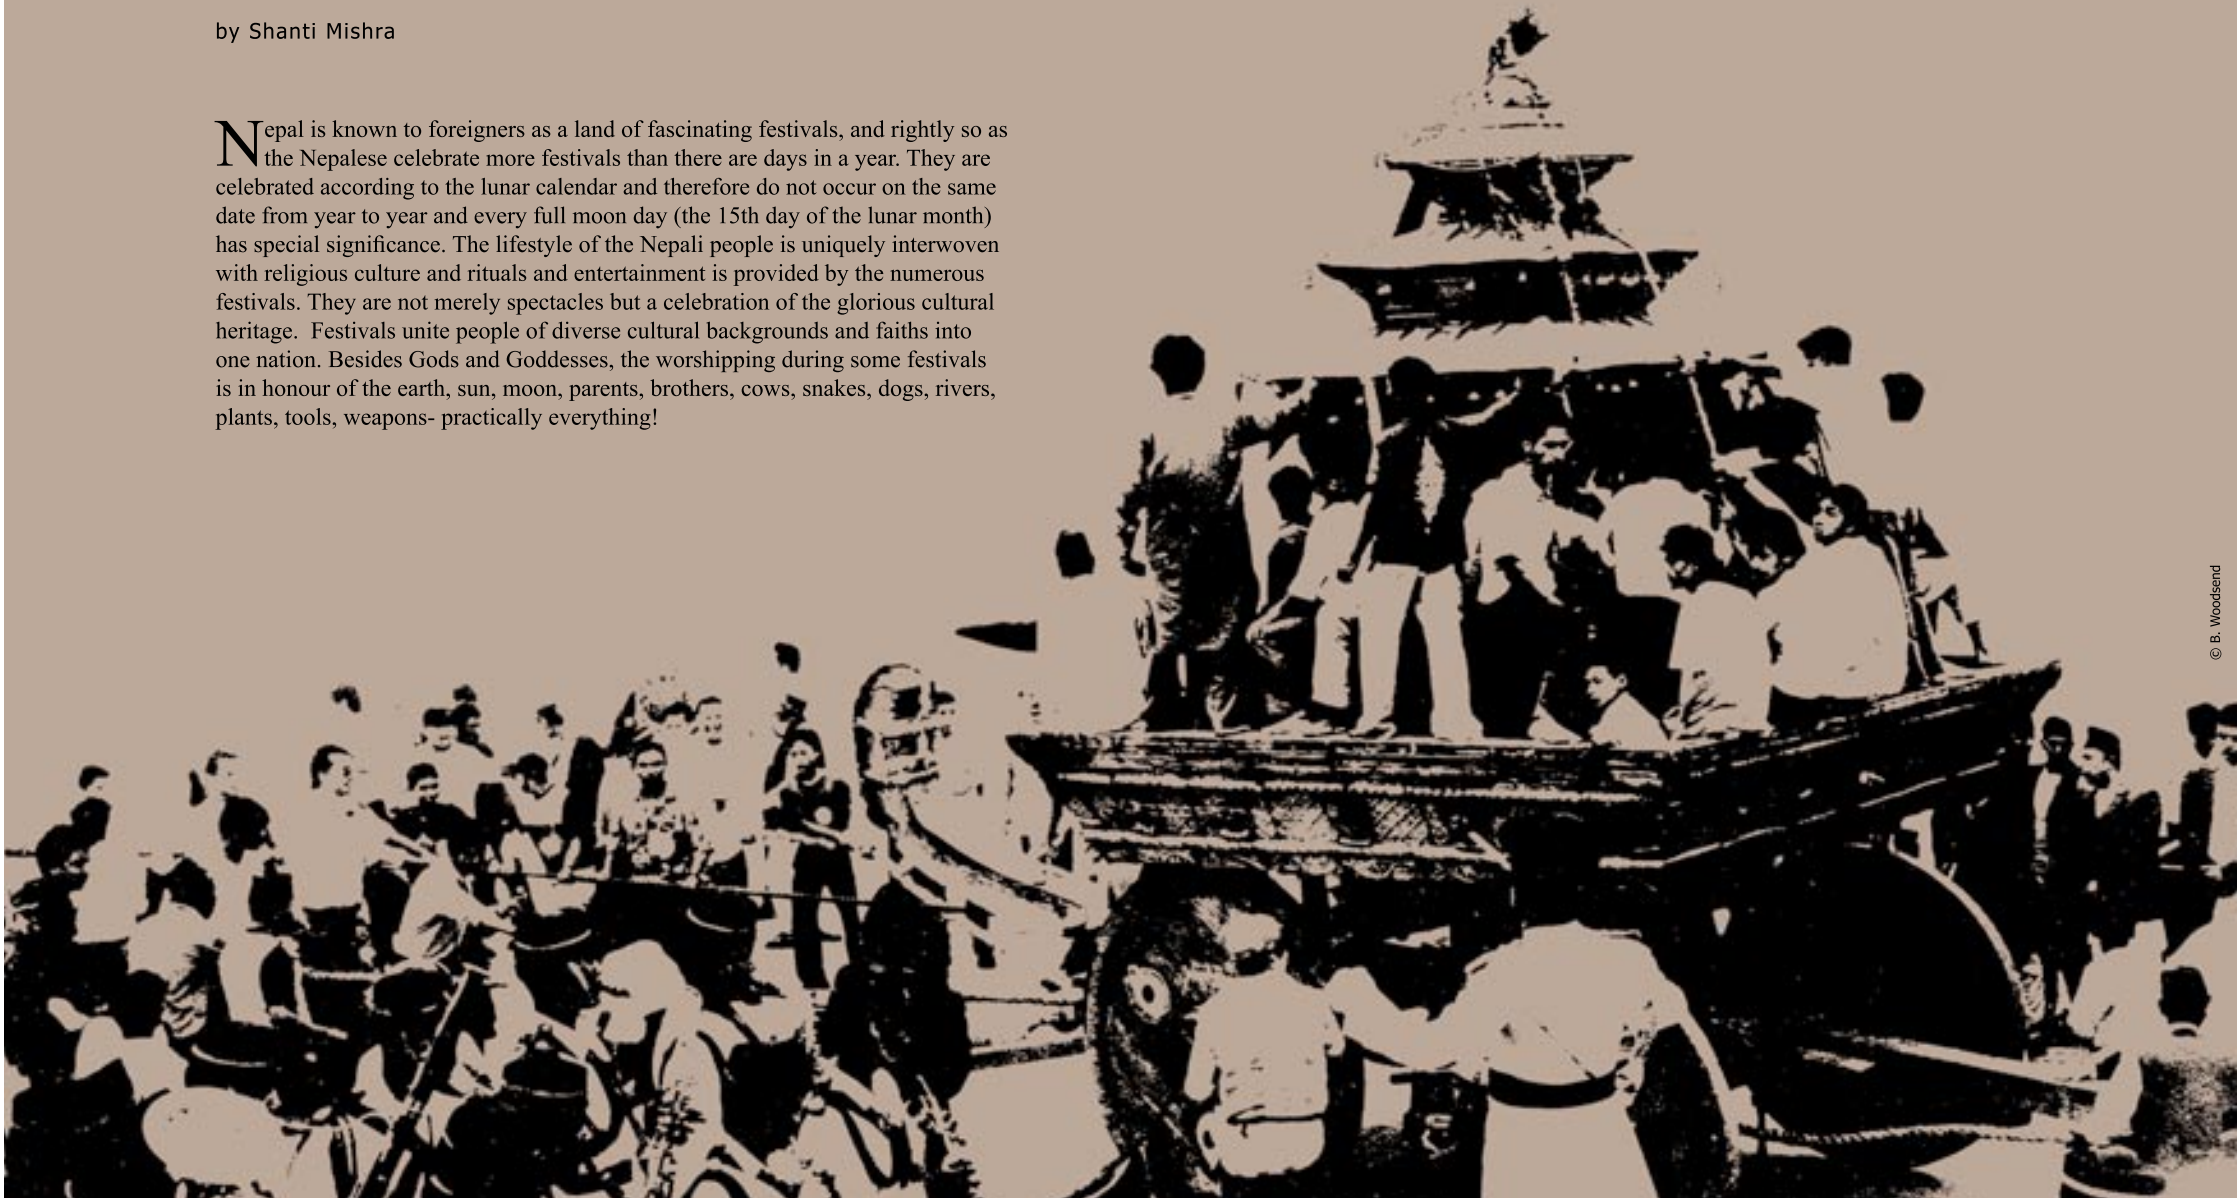 by Shanti Mishra
Nepal is known to foreigners as a land of fascinating festivals, and rightly so as
the Nepalese celebrate more festivals than there are days in a year. They are
celebrated according to the lunar calendar and therefore do not occur on the same
date from year to year and every full moon day (the 15th day of the lunar month)
has special significance. The lifestyle of the Nepali people is uniquely interwoven
with religious culture and rituals and entertainment is provided by the numerous
festivals. They are not merely spectacles but a celebration of the glorious cultural
heritage.  Festivals unite people of diverse cultural backgrounds and faiths into
one nation. Besides Gods and Goddesses, the worshipping during some festivals
is in honour of the earth, sun, moon, parents, brothers, cows, snakes, dogs, rivers,
plants, tools, weapons- practically everything!
© B. Woodsend